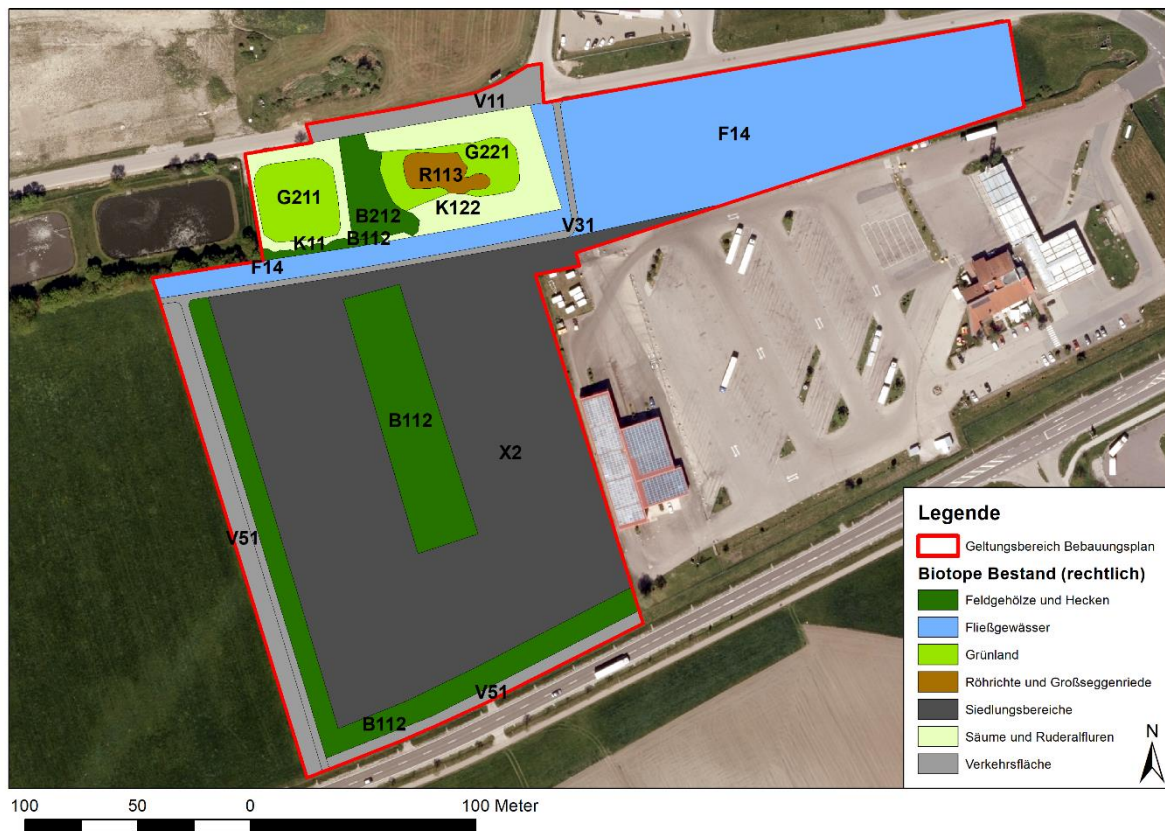 V11
F14
G221
R113
G211
K122
B212
V31
B112
K11
F14
B112
X2
V51
V51
B112
Legende
Geltungsbereich Bebauungsplan
Biotope Bestand (rechtlich)
Feldgehölze und Hecken
Fließgewässer
Grünland
Röhrichte und Großseggenriede
Siedlungsbereiche
Säume und Ruderalfluren
Verkehrsfläche
N
100 50 0 100 Meter